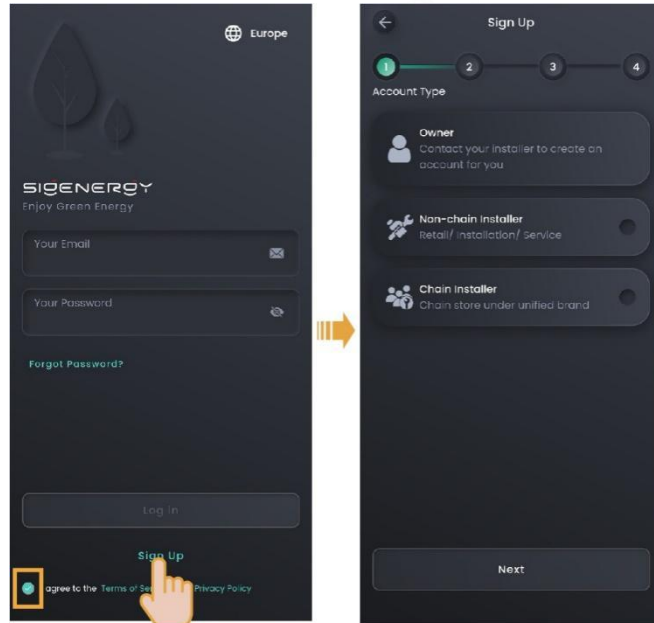 Europe
SIGENERGY
Enjoy Green Energy
Your Email
Your Password
Forgot Password?
Log In
Sign Up
agree to the Terms of Privacy Policy
Sign Up
1 2 3 4
Account Type
Owner
Contact your installer to create an
account for you
Non-chain Installer
Retail/ Installation/ Service
Chain Installer
Chain store under unified brand
Next